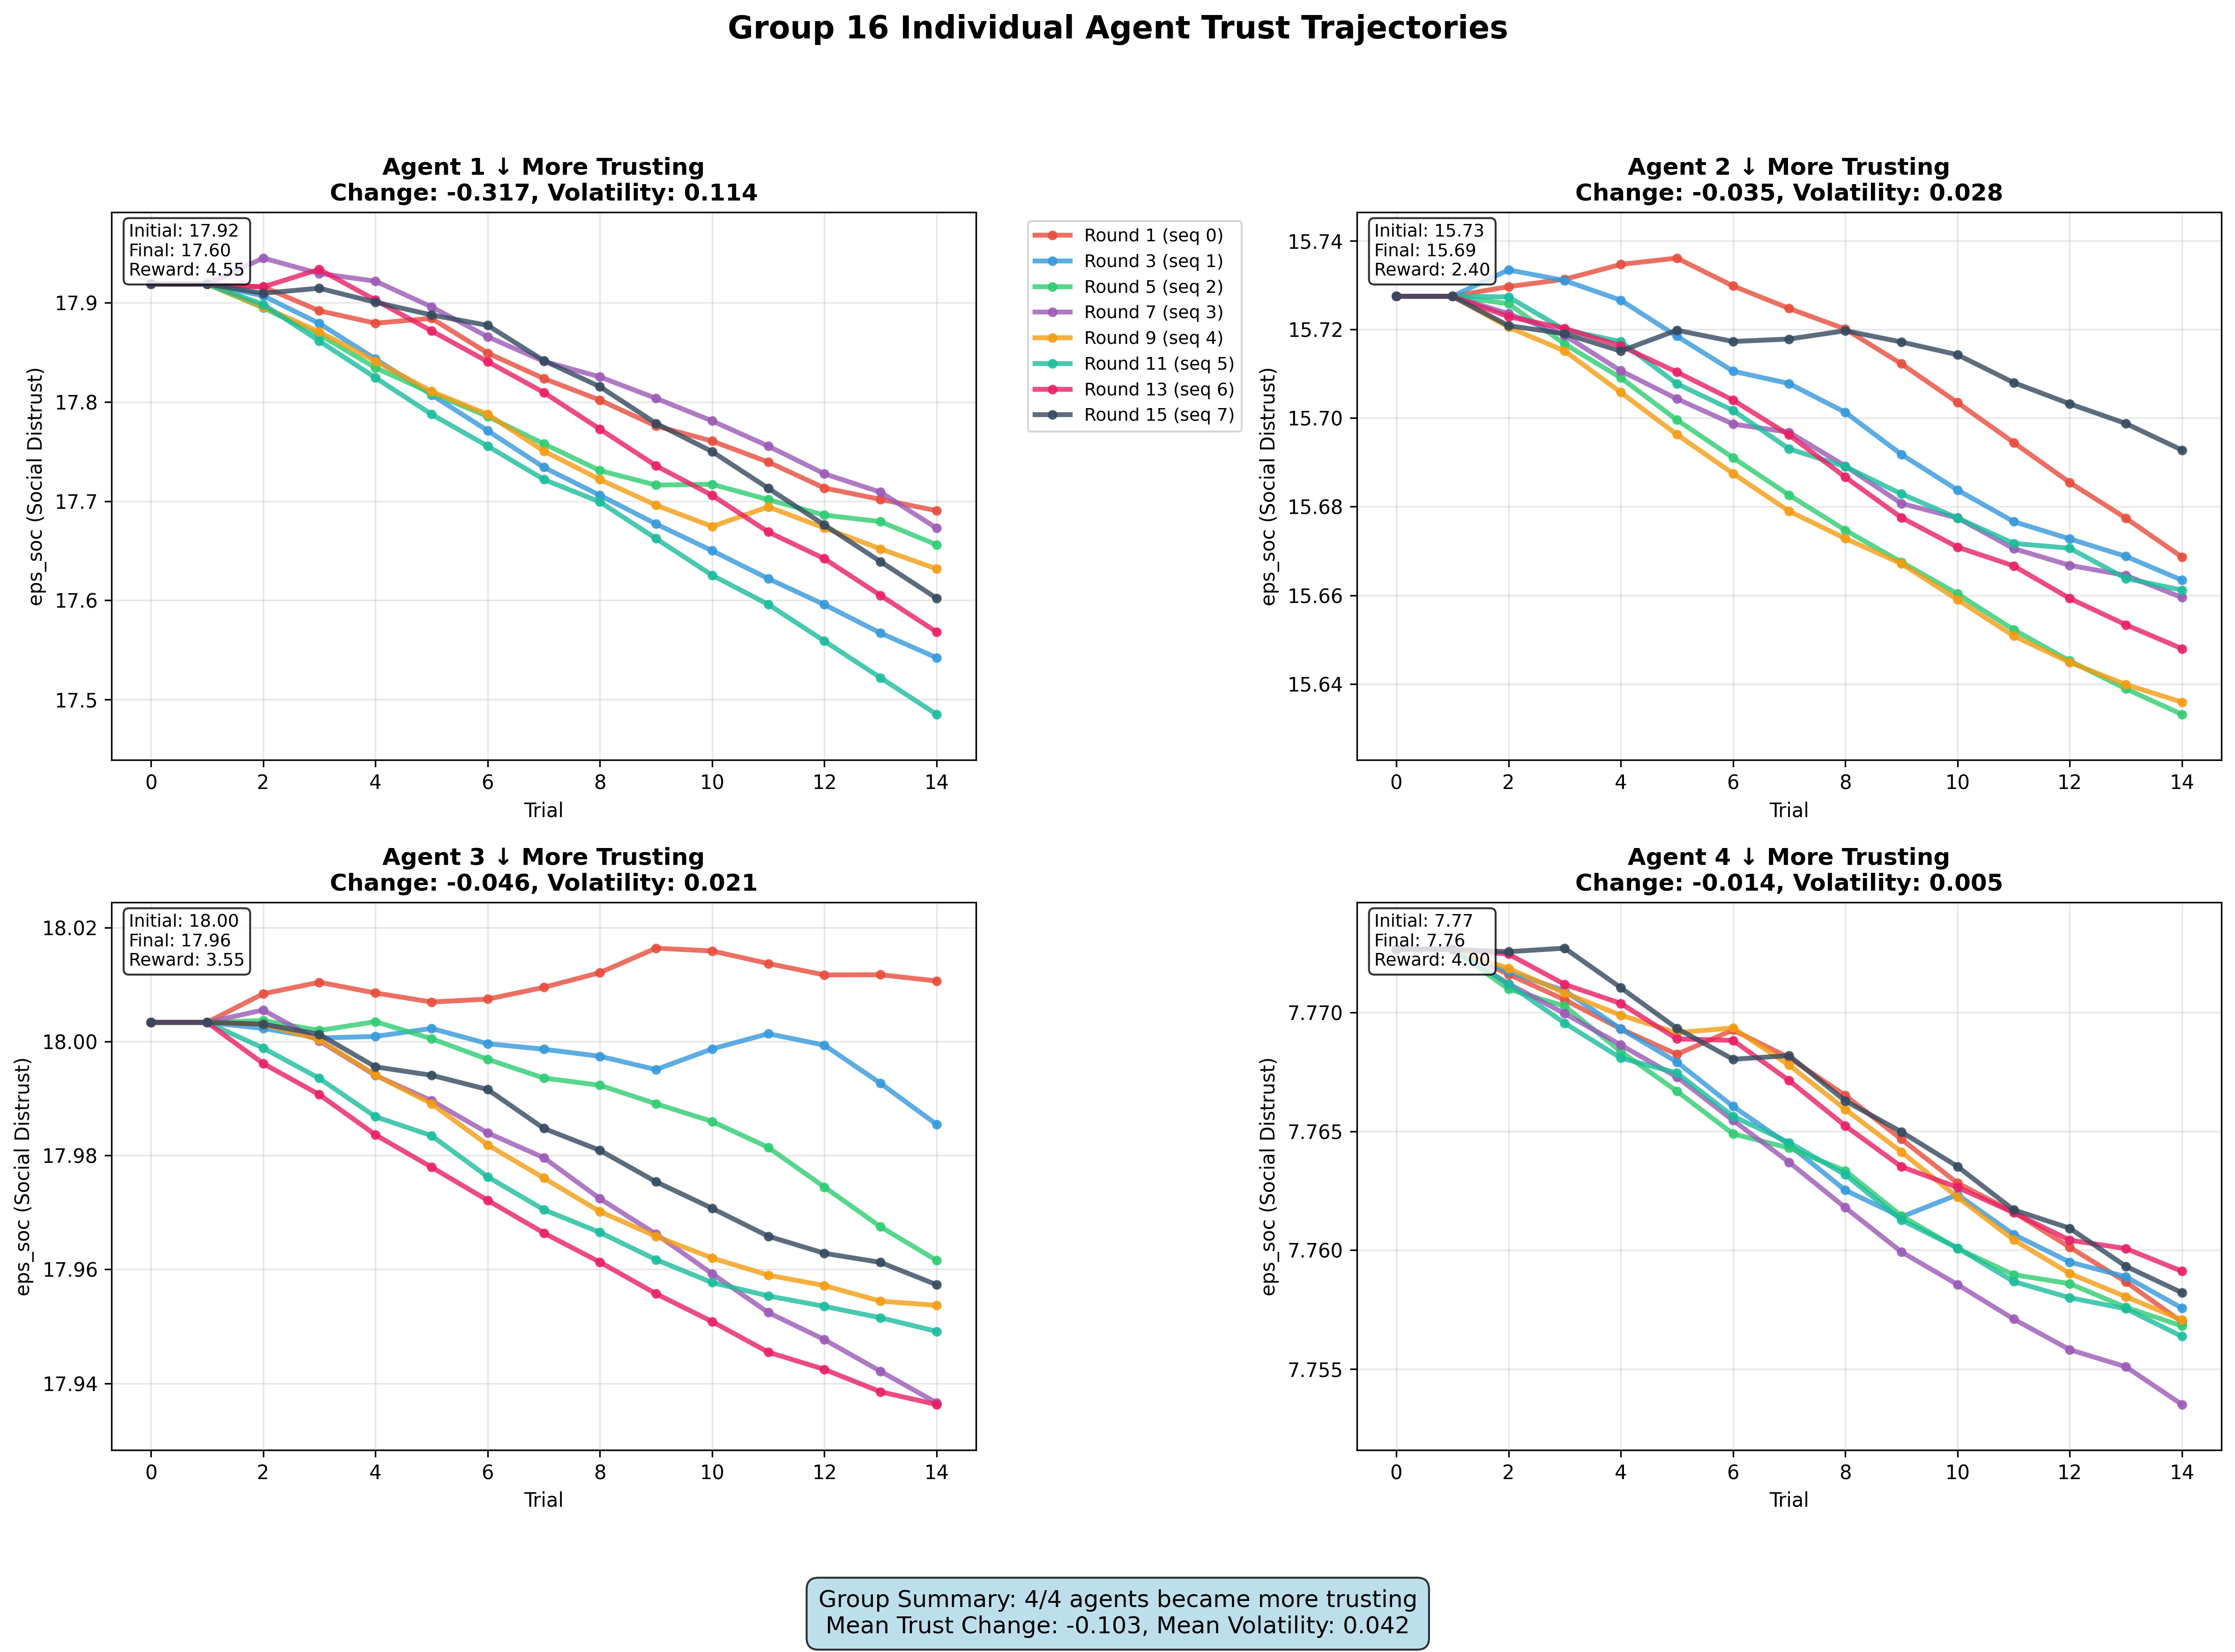 Group 16 Individual Agent Trust Trajectories
Agent 1 ↓ More Trusting
Change: -0.317, Volatility: 0.114
Initial: 17.92
Final: 17.60
Reward: 4.55
eps_soc (Social Distrust)
17.9
17.8
17.7
17.6
17.5
0 2 4 6 8 10 12 14
Trial
Round 1 (seq 0)
Round 3 (seq 1)
Round 5 (seq 2)
Round 7 (seq 3)
Round 9 (seq 4)
Round 11 (seq 5)
Round 13 (seq 6)
Round 15 (seq 7)
Agent 2 ↓ More Trusting
Change: -0.035, Volatility: 0.028
Initial: 15.73
Final: 15.69
Reward: 2.40
eps_soc (Social Distrust)
15.74
15.72
15.70
15.68
15.66
15.64
0 2 4 6 8 10 12 14
Trial
Agent 3 ↓ More Trusting
Change: -0.046, Volatility: 0.021
Initial: 18.00
Final: 17.96
Reward: 3.55
eps_soc (Social Distrust)
18.02
18.00
17.98
17.96
17.94
0 2 4 6 8 10 12 14
Trial
Agent 4 ↓ More Trusting
Change: -0.014, Volatility: 0.005
Initial: 7.77
Final: 7.76
Reward: 4.00
eps_soc (Social Distrust)
7.770
7.765
7.760
7.755
0 2 4 6 8 10 12 14
Trial
Group Summary: 4/4 agents became more trusting
Mean Trust Change: -0.103, Mean Volatility: 0.042